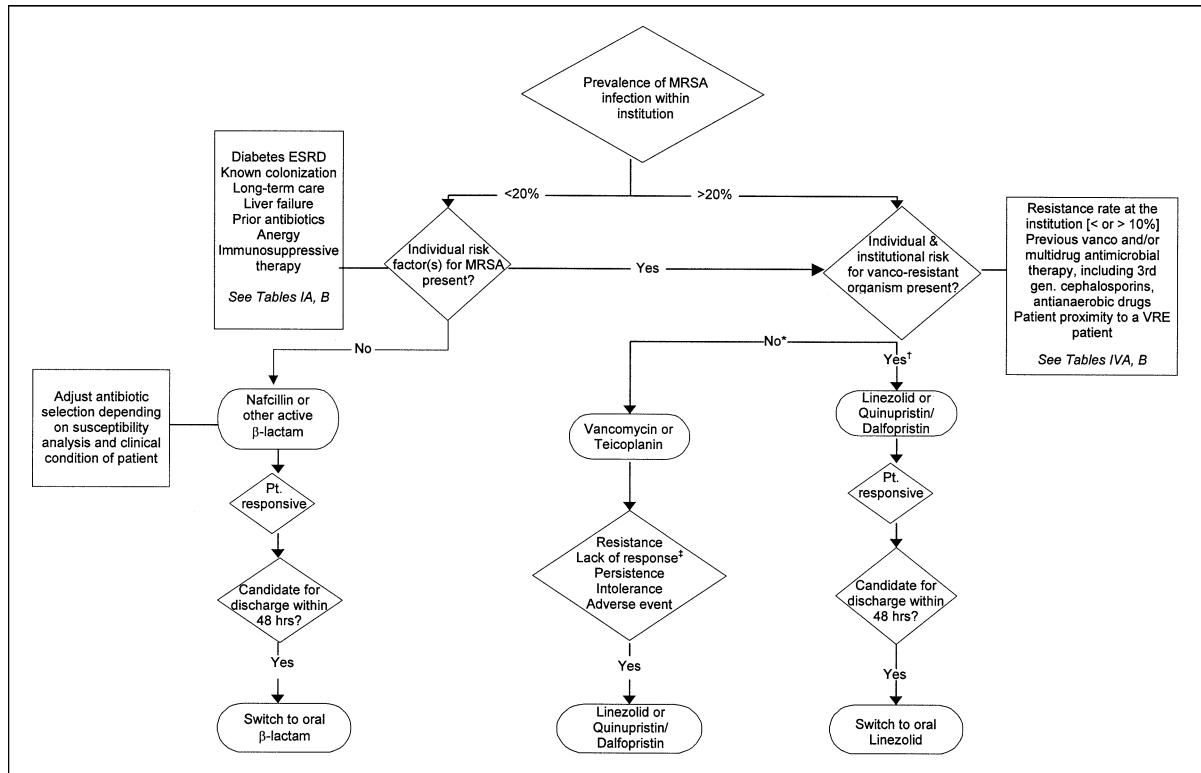 Prevalence of MRSA
infection within
institution
<20%
>20%
Diabetes ESRD
Known colonization
Long-term care
Liver failure
Prior antibiotics
Anergy
Immunosuppressive
therapy
See Tables IA, B
Individual risk
factor(s) for MRSA
present?
Yes
Individual &
institutional risk
for vanco-resistant
organism present?
Resistance rate at the
institution [< or > 10%]
Previous vanco and/or
multidrug antimicrobial
therapy, including 3rd
gen. cephalosporins,
antianaerobic drugs
Patient proximity to a VRE
patient
See Tables IVA, B
No
No*
Yes†
Adjust antibiotic
selection depending
on susceptibility
analysis and clinical
condition of patient
Nafcillin or
other active
β-lactam
Vancomycin or
Teicoplanin
Linezolid or
Quinupristin/
Dalfopristin
Pt.
responsive
Resistance
Lack of response‡
Persistence
Intolerance
Adverse event
Pt.
responsive
Candidate for
discharge within
48 hrs?
Candidate for
discharge within
48 hrs?
Yes
Yes
Yes
Switch to oral
β-lactam
Linezolid or
Quinupristin/
Dalfopristin
Switch to oral
Linezolid